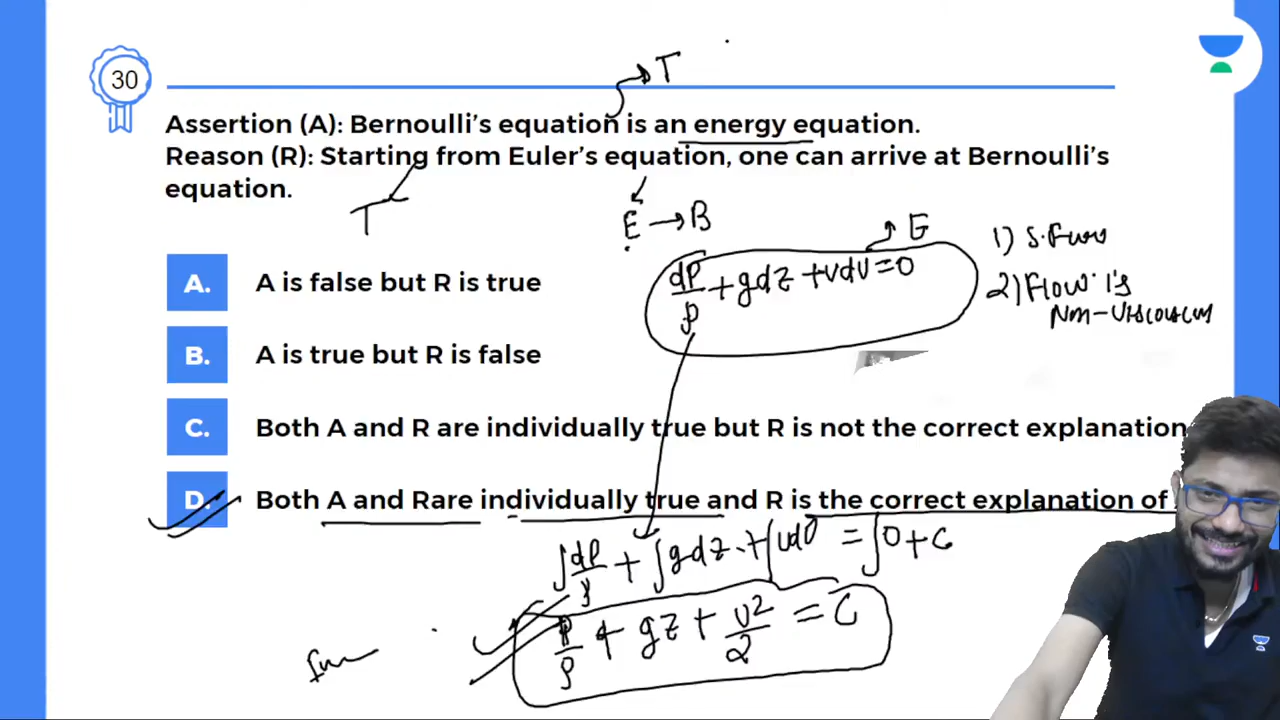 30
T
Assertion (A): Bernoulli's equation is an energy equation.
Reason (R): Starting from Euler's equation, one can arrive at Bernoulli's
equation.
T
E → B
E
dP/ρ + gdz + vdv = 0
1) S.
2) Flow is
A. A is false but R is true
B. A is true but R is false
C. Both A and R are individually true but R is not the correct explanation
D. Both A and Rare individually true and R is the correct explanation of
∫dP/ρ + ∫gdz + ∫vdv = ∫0 + C
P/ρ + gz + v²/2 = C